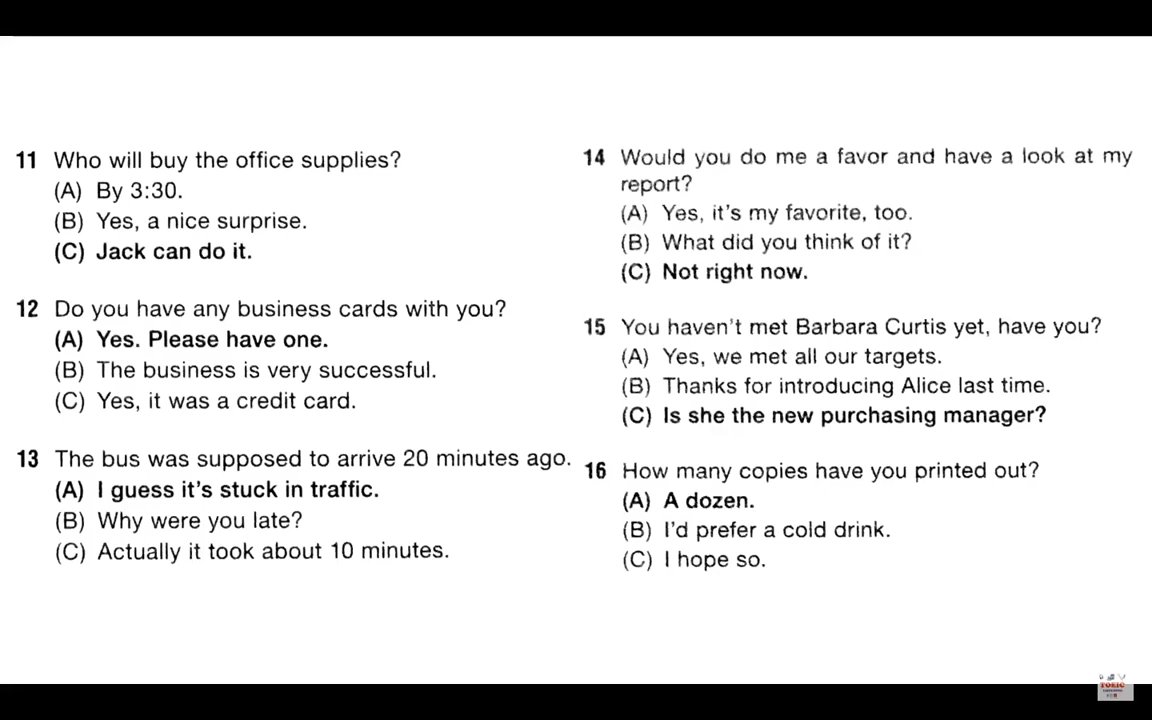 11 Who will buy the office supplies?
(A) By 3:30.
(B) Yes, a nice surprise.
(C) Jack can do it.
12 Do you have any business cards with you?
(A) Yes. Please have one.
(B) The business is very successful.
(C) Yes, it was a credit card.
13 The bus was supposed to arrive 20 minutes ago.
(A) I guess it's stuck in traffic.
(B) Why were you late?
(C) Actually it took about 10 minutes.
14 Would you do me a favor and have a look at my
report?
(A) Yes, it's my favorite, too.
(B) What did you think of it?
(C) Not right now.
15 You haven't met Barbara Curtis yet, have you?
(A) Yes, we met all our targets.
(B) Thanks for introducing Alice last time.
(C) Is she the new purchasing manager?
16 How many copies have you printed out?
(A) A dozen.
(B) I'd prefer a cold drink.
(C) I hope so.
TOEIC